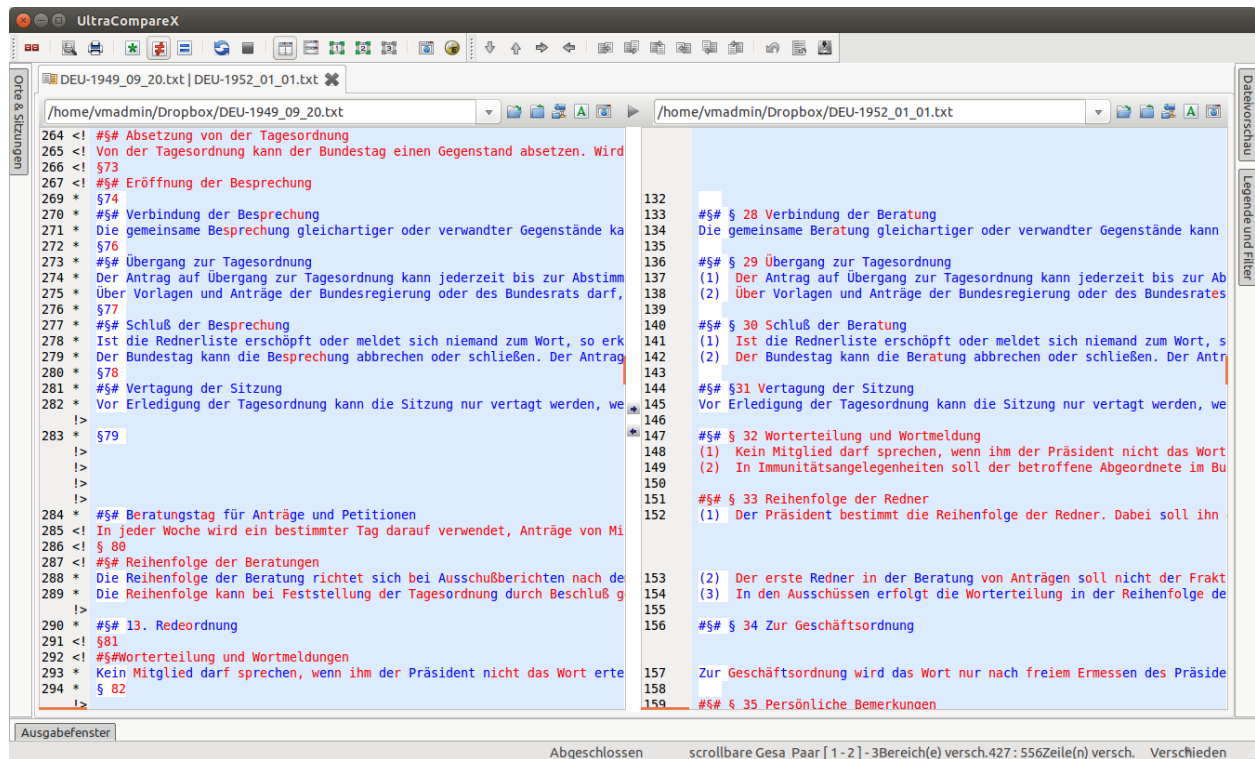 UltraCompareX
DEU-1949_09_20.txt | DEU-1952_01_01.txt
Orte & Sitzungen
Dateivorschau
Legende und Filter
/home/vmadmin/Dropbox/DEU-1949_09_20.txt
/home/vmadmin/Dropbox/DEU-1952_01_01.txt
264 <! #§# Absetzung von der Tagesordnung
265 <! Von der Tagesordnung kann der Bundestag einen Gegenstand absetzen. Wird
266 <! §73
267 <! #§# Eröffnung der Besprechung
269 * §74
270 * #§# Verbindung der Besprechung
271 * Die gemeinsame Besprechung gleichartiger oder verwandter Gegenstände ka
272 * §76
273 * #§# Übergang zur Tagesordnung
274 * Der Antrag auf Übergang zur Tagesordnung kann jederzeit bis zur Abstimm
275 * Über Vorlagen und Anträge der Bundesregierung oder des Bundesrats darf,
276 * §77
277 * #§# Schluß der Besprechung
278 * Ist die Rednerliste erschöpft oder meldet sich niemand zum Wort, so erk
279 * Der Bundestag kann die Besprechung abbrechen oder schließen. Der Antrag
280 * §78
281 * #§# Vertagung der Sitzung
282 * Vor Erledigung der Tagesordnung kann die Sitzung nur vertagt werden, we
!>
283 * §79
!>
!>
!>
!>
284 * #§# Beratungstag für Anträge und Petitionen
285 <! In jeder Woche wird ein bestimmter Tag darauf verwendet, Anträge von Mi
286 <! § 80
287 <! #§# Reihenfolge der Beratungen
288 * Die Reihenfolge der Beratung richtet sich bei Ausschußberichten nach de
289 * Die Reihenfolge kann bei Feststellung der Tagesordnung durch Beschluß g
!>
290 * #§# 13. Redeordnung
291 <! §81
292 <! #§#Worterteilung und Wortmeldungen
293 * Kein Mitglied darf sprechen, wenn ihm der Präsident nicht das Wort erte
294 * § 82
!>
132
133 #§# § 28 Verbindung der Beratung
134 Die gemeinsame Beratung gleichartiger oder verwandter Gegenstände kann
135
136 #§# § 29 Übergang zur Tagesordnung
137 (1) Der Antrag auf Übergang zur Tagesordnung kann jederzeit bis zur Ab
138 (2) Über Vorlagen und Anträge der Bundesregierung oder des Bundesrates
139
140 #§# § 30 Schluß der Beratung
141 (1) Ist die Rednerliste erschöpft oder meldet sich niemand zum Wort, s
142 (2) Der Bundestag kann die Beratung abbrechen oder schließen. Der Antr
143
144 #§# §31 Vertagung der Sitzung
145 Vor Erledigung der Tagesordnung kann die Sitzung nur vertagt werden, we
146
147 #§# § 32 Worterteilung und Wortmeldung
148 (1) Kein Mitglied darf sprechen, wenn ihm der Präsident nicht das Wort
149 (2) In Immunitätsangelegenheiten soll der betroffene Abgeordnete im Bu
150
151 #§# § 33 Reihenfolge der Redner
152 (1) Der Präsident bestimmt die Reihenfolge der Redner. Dabei soll ihn
153 (2) Der erste Redner in der Beratung von Anträgen soll nicht der Frakt
154 (3) In den Ausschüssen erfolgt die Worterteilung in der Reihenfolge de
155
156 #§# § 34 Zur Geschäftsordnung
157 Zur Geschäftsordnung wird das Wort nur nach freiem Ermessen des Präside
158
159 #§# § 35 Persönliche Bemerkungen
Ausgabefenster
Abgeschlossen scrollbare Gesa Paar [ 1 - 2 ] - 3Bereich(e) versch.427 : 556Zeile(n) versch. Verschieden